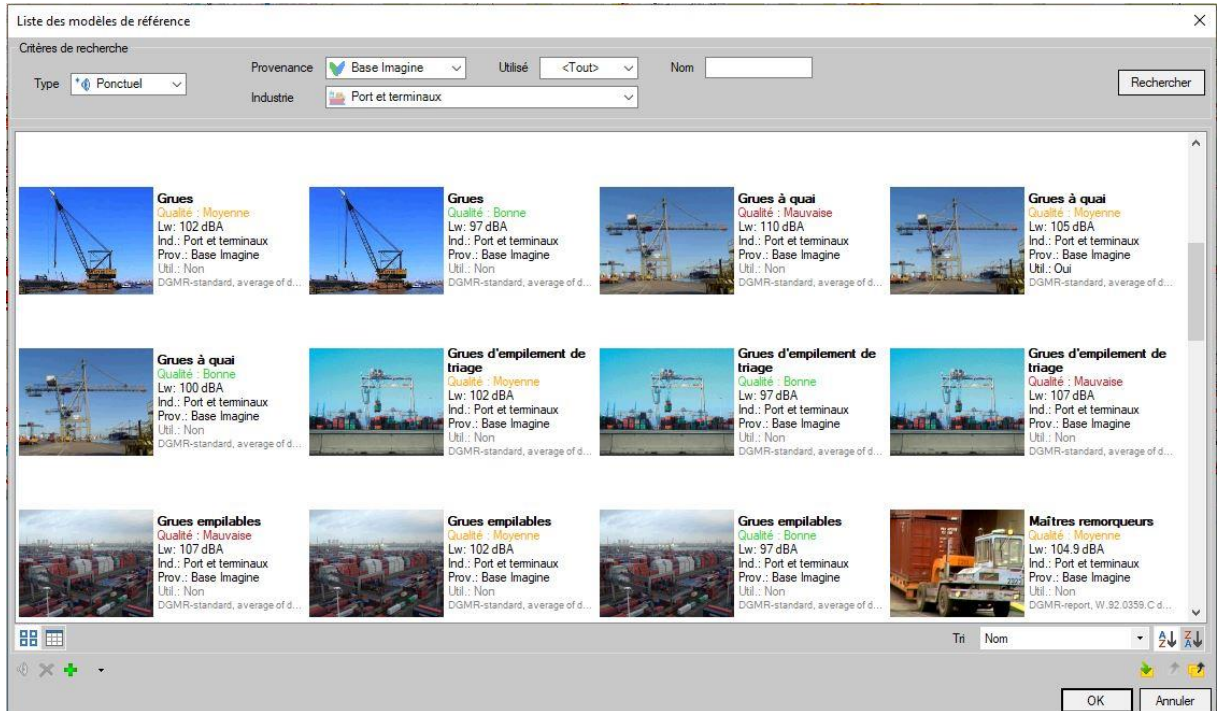 Liste des modèles de référence
Critères de recherche
Type Ponctuel
Provenance Base Imagine Utilisé <Tout> Nom
Industrie Port et terminaux
Rechercher
Grues
Qualité : Moyenne
Lw: 102 dBA
Ind.: Port et terminaux
Prov.: Base Imagine
Util.: Non
DGMR-standard, average of d...
Grues
Qualité : Bonne
Lw: 97 dBA
Ind.: Port et terminaux
Prov.: Base Imagine
Util.: Non
DGMR-standard, average of d...
Grues à quai
Qualité : Mauvaise
Lw: 110 dBA
Ind.: Port et terminaux
Prov.: Base Imagine
Util.: Non
DGMR-standard, average of d...
Grues à quai
Qualité : Moyenne
Lw: 105 dBA
Ind.: Port et terminaux
Prov.: Base Imagine
Util.: Oui
DGMR-standard, average of d...
Grues à quai
Qualité : Bonne
Lw: 100 dBA
Ind.: Port et terminaux
Prov.: Base Imagine
Util.: Non
DGMR-standard, average of d...
Grues d'empilement de
triage
Qualité : Moyenne
Lw: 102 dBA
Ind.: Port et terminaux
Prov.: Base Imagine
Util.: Non
DGMR-standard, average of d...
Grues d'empilement de
triage
Qualité : Bonne
Lw: 97 dBA
Ind.: Port et terminaux
Prov.: Base Imagine
Util.: Non
DGMR-standard, average of d...
Grues d'empilement de
triage
Qualité : Mauvaise
Lw: 107 dBA
Ind.: Port et terminaux
Prov.: Base Imagine
Util.: Non
DGMR-standard, average of d...
Grues empilables
Qualité : Mauvaise
Lw: 107 dBA
Ind.: Port et terminaux
Prov.: Base Imagine
Util.: Non
DGMR-standard, average of d...
Grues empilables
Qualité : Moyenne
Lw: 102 dBA
Ind.: Port et terminaux
Prov.: Base Imagine
Util.: Non
DGMR-standard, average of d...
Grues empilables
Qualité : Bonne
Lw: 97 dBA
Ind.: Port et terminaux
Prov.: Base Imagine
Util.: Non
DGMR-standard, average of d...
Maîtres remorqueurs
Qualité : Moyenne
Lw: 104.9 dBA
Ind.: Port et terminaux
Prov.: Base Imagine
Util.: Non
DGMR-report, W.92.0359.C d...
Tri Nom
OK Annuler